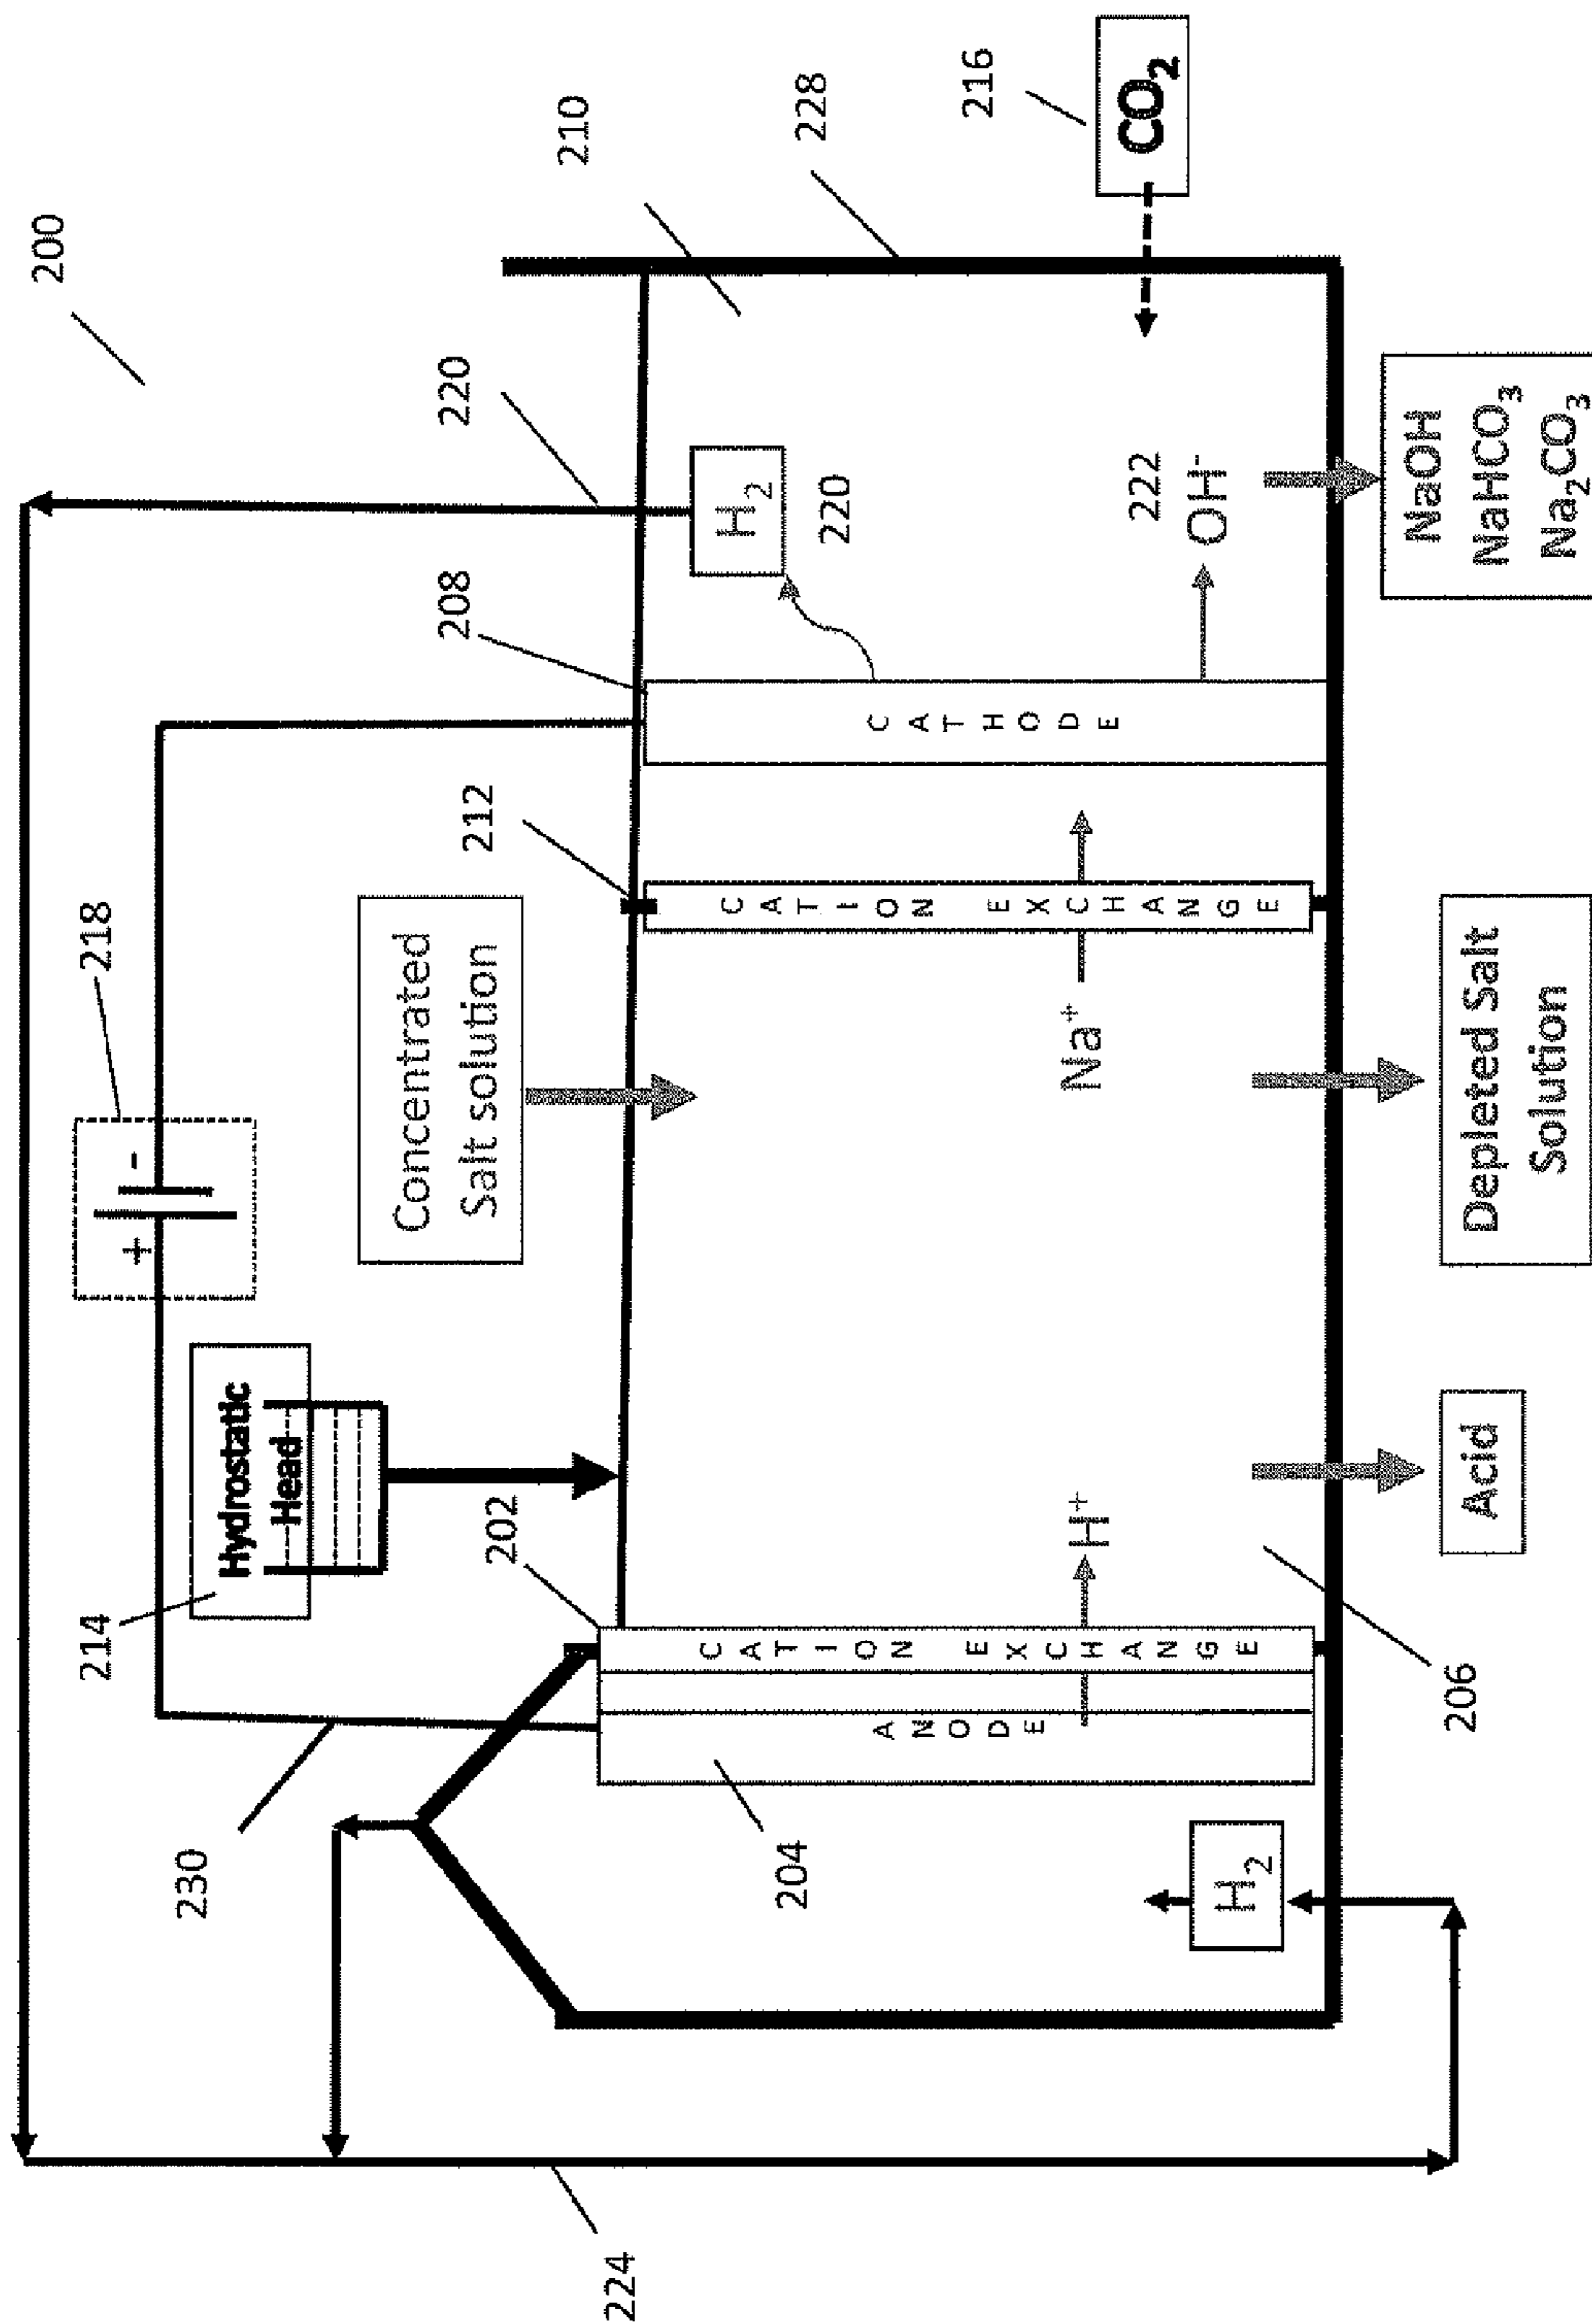 200
218
+ -
214
Hydrostatic
Head
Concentrated
Salt solution
230
202
212
208
220
210
228
216
CO₂
H₂
220
204
ANODE
CATION EXCHANGE
CATION EXCHANGE
CATHODE
H⁺
Na⁺
222
OH⁻
H₂
224
206
Acid
Depleted Salt
Solution
NaOH
NaHCO₃
Na₂CO₃